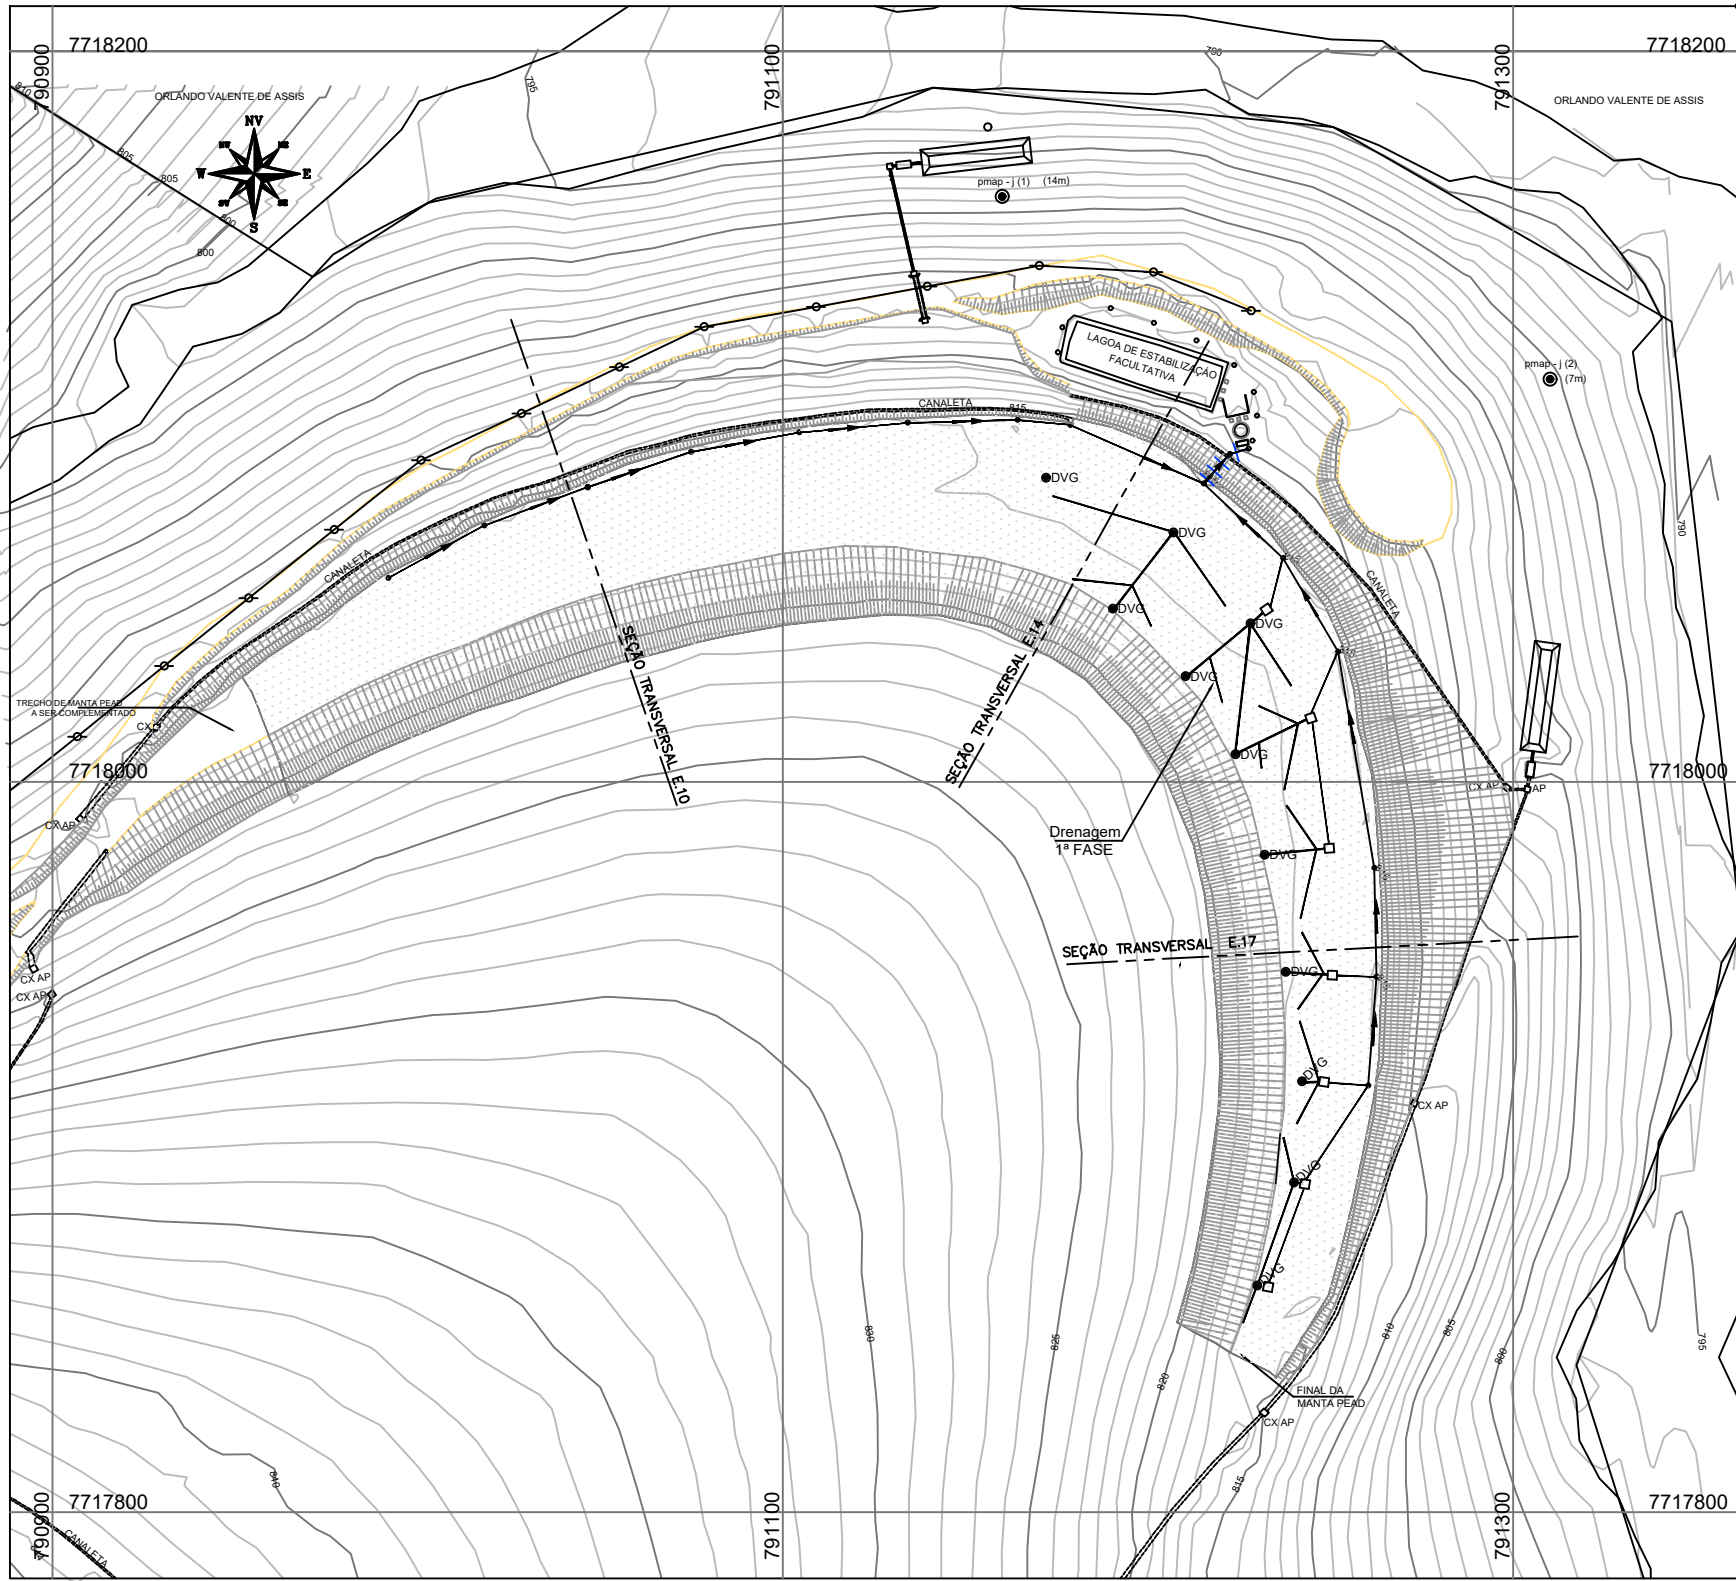 7718200
7718200
790900
791100
791300
795
790
810
ORLANDO VALENTE DE ASSIS
ORLANDO VALENTE DE ASSIS
NV
W
E
S
805
805
800
800
pmap - j (1) (14m)
pmap - j (2)
(7m)
LAGOA DE ESTABILIZAÇÃO
FACULTATIVA
CANALETA
815
CANALETA
CANALETA
790
DVG
DVG
DVG
DVG
DVG
DVG
DVG
DVG
DVG
DVG
DVG
SEÇÃO TRANSVERSAL E.10
SEÇÃO TRANSVERSAL E.14
SEÇÃO TRANSVERSAL E.17
TRECHO DE MANTA PEAD
A SER COMPLEMENTADO
CX
7718000
7718000
CX AP
CX AP
AP
Drenagem
1ª FASE
CX AP
CX AP
CX AP
830
825
820
815
810
805
800
795
FINAL DA
MANTA PEAD
CX AP
840
7717800
7717800
790900
791100
791300
CANALETA